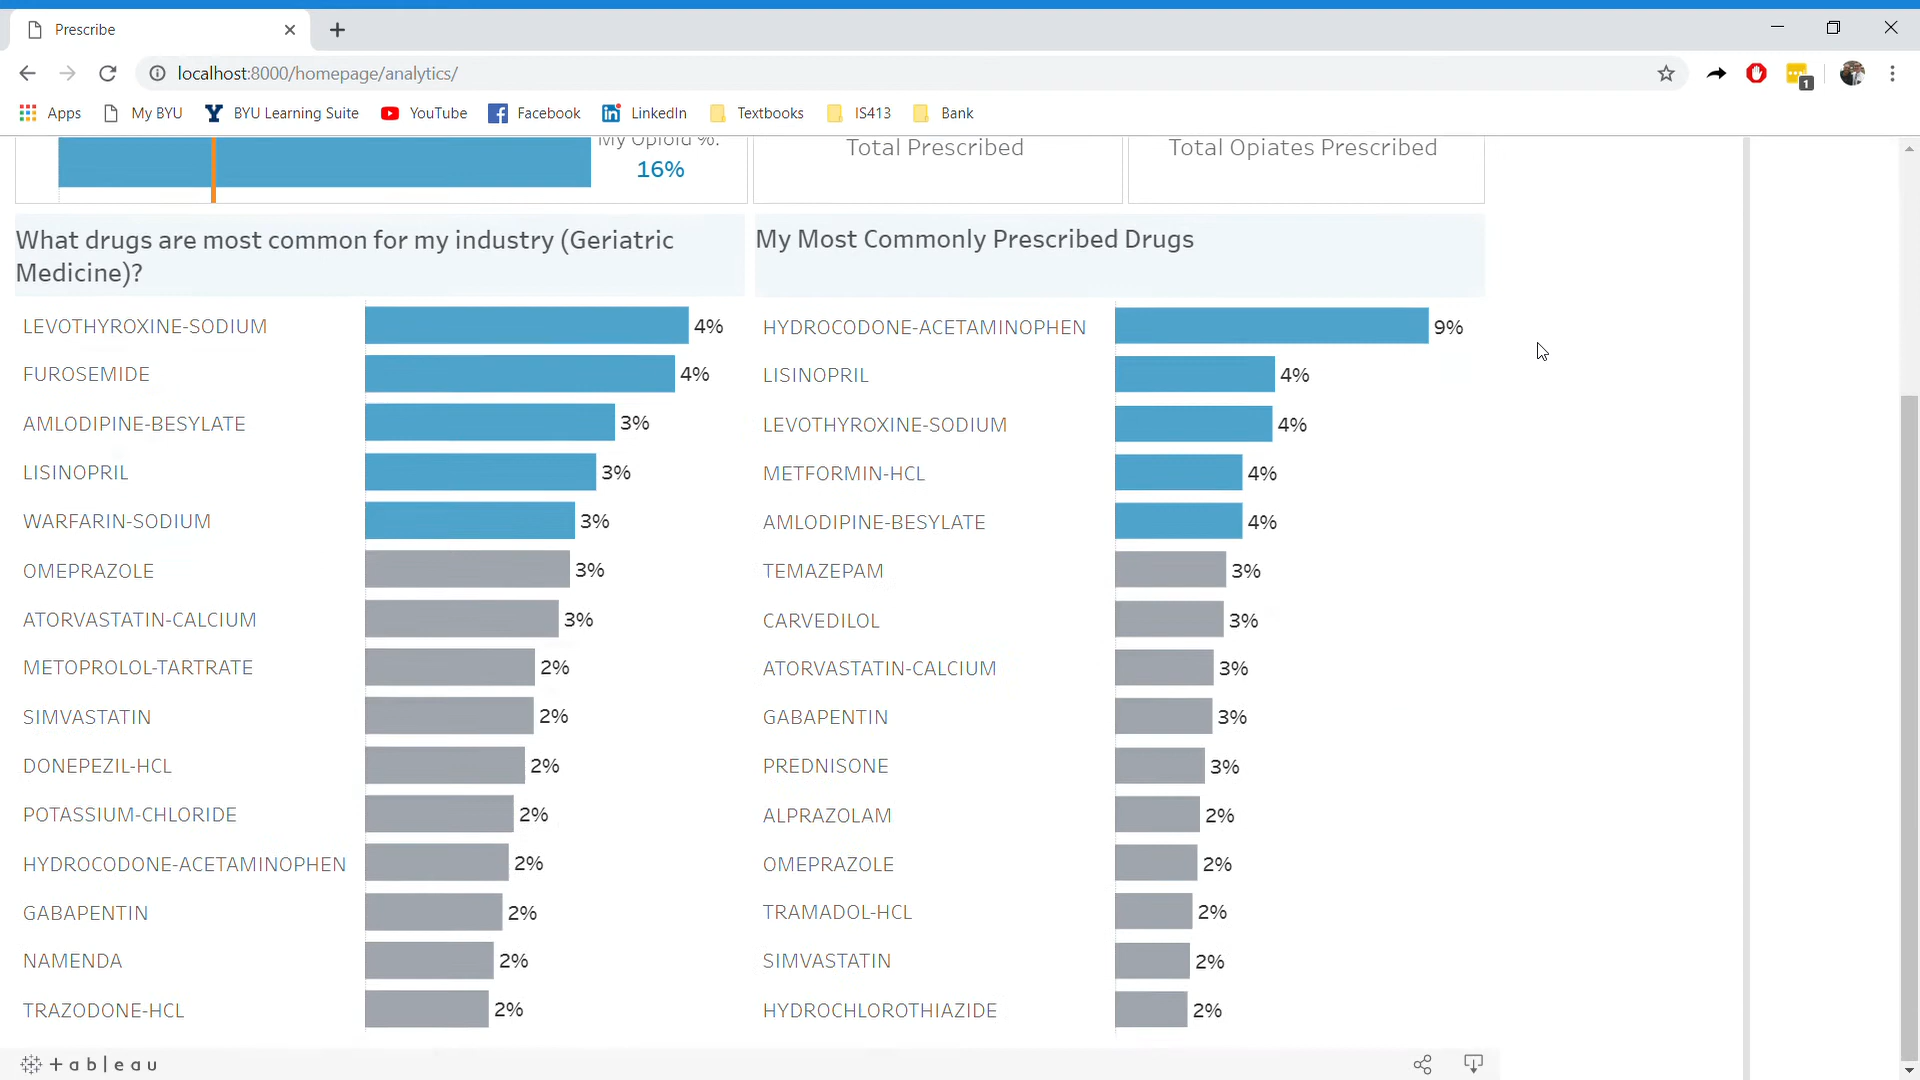 Prescribe
localhost:8000/homepage/analytics/
1
Apps My BYU BYU Learning Suite YouTube Facebook LinkedIn Textbooks IS413 Bank
My Opioid %:
16%
Total Prescribed
Total Opiates Prescribed
What drugs are most common for my industry (Geriatric
Medicine)?
LEVOTHYROXINE-SODIUM 4%
FUROSEMIDE 4%
AMLODIPINE-BESYLATE 3%
LISINOPRIL 3%
WARFARIN-SODIUM 3%
OMEPRAZOLE 3%
ATORVASTATIN-CALCIUM 3%
METOPROLOL-TARTRATE 2%
SIMVASTATIN 2%
DONEPEZIL-HCL 2%
POTASSIUM-CHLORIDE 2%
HYDROCODONE-ACETAMINOPHEN 2%
GABAPENTIN 2%
NAMENDA 2%
TRAZODONE-HCL 2%
My Most Commonly Prescribed Drugs
HYDROCODONE-ACETAMINOPHEN 9%
LISINOPRIL 4%
LEVOTHYROXINE-SODIUM 4%
METFORMIN-HCL 4%
AMLODIPINE-BESYLATE 4%
TEMAZEPAM 3%
CARVEDILOL 3%
ATORVASTATIN-CALCIUM 3%
GABAPENTIN 3%
PREDNISONE 3%
ALPRAZOLAM 2%
OMEPRAZOLE 2%
TRAMADOL-HCL 2%
SIMVASTATIN 2%
HYDROCHLOROTHIAZIDE 2%
+ableau